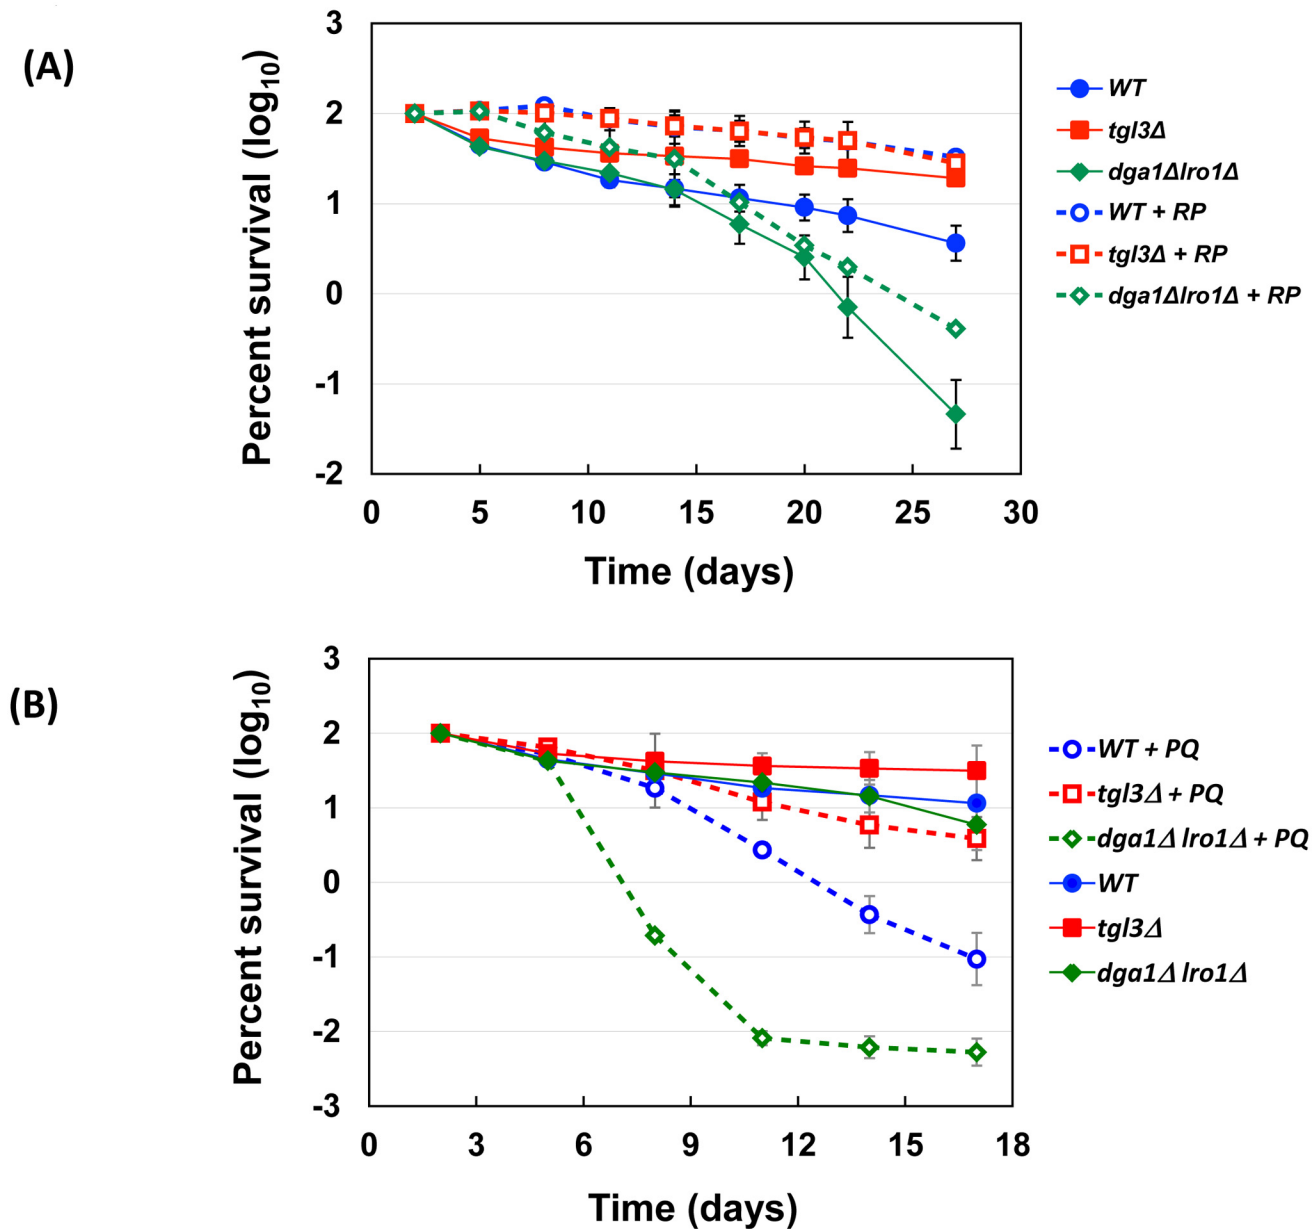 (A)
Percent survival (log10)
3
2
1
0
-1
-2
0 5 10 15 20 25 30
Time (days)
WT
tgl3Δ
dga1Δlro1Δ
WT + RP
tgl3Δ + RP
dga1Δlro1Δ + RP
(B)
Percent survival (log10)
3
2
1
0
-1
-2
-3
0 3 6 9 12 15 18
Time (days)
WT + PQ
tgl3Δ + PQ
dga1Δ lro1Δ + PQ
WT
tgl3Δ
dga1Δ lro1Δ